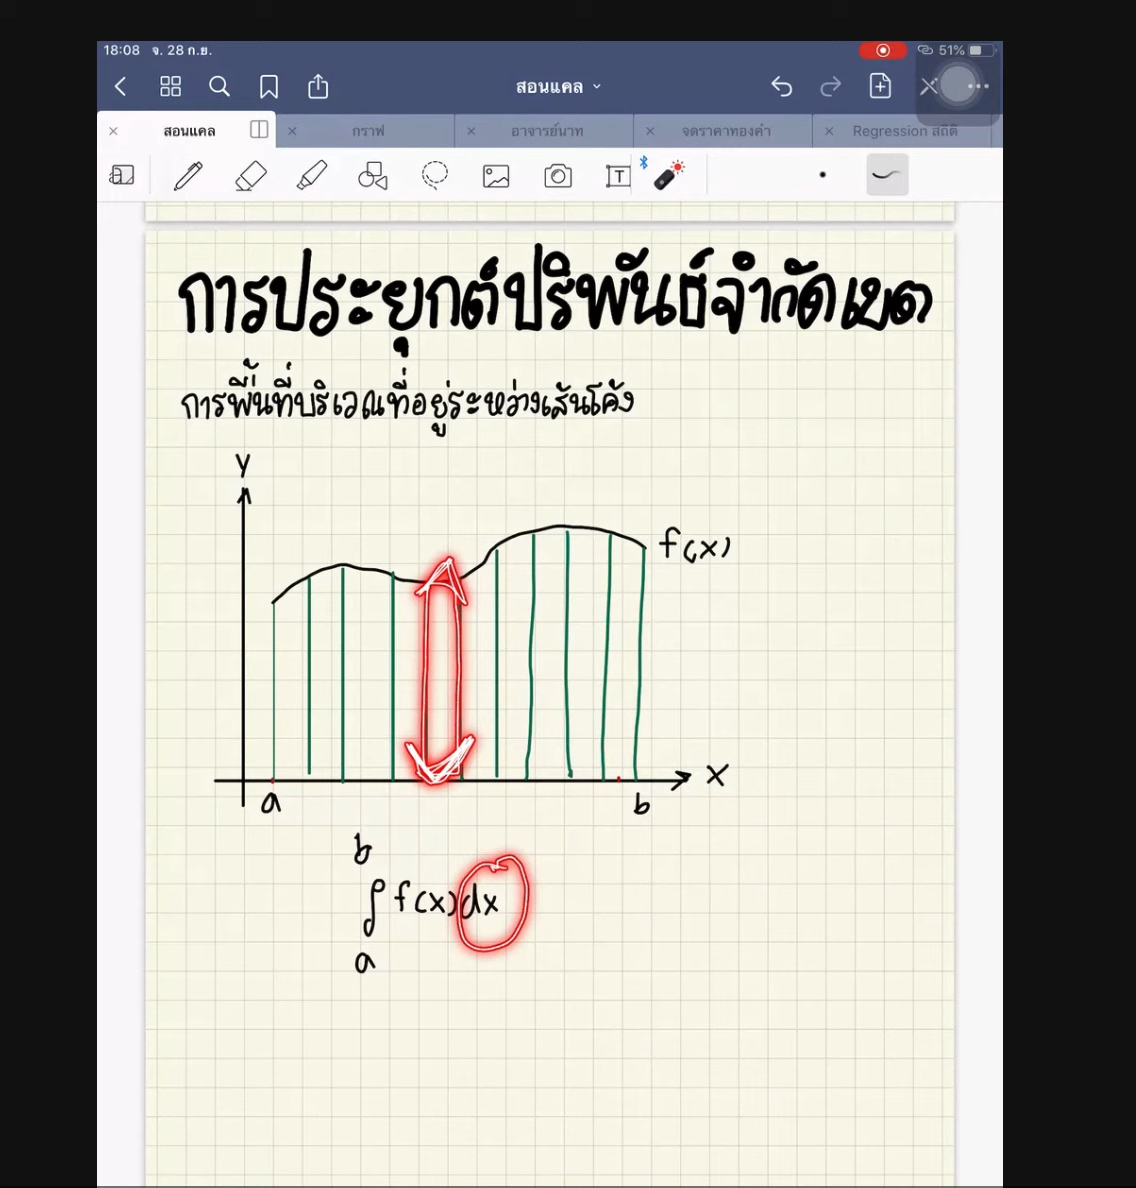 18:08 จ. 28 ก.ย. 51%
สอนแคล
สอนแคล กราฟ อาจารย์นาท จดราคาทองคำ Regression สถิติ
T
การประยุกต์ปริพันธ์จำกัดเขต
การพื้นที่บริเวณที่อยู่ระหว่างเส้นโค้ง
Y
f(x)
X
a b
b
∫ f(x)dx
a